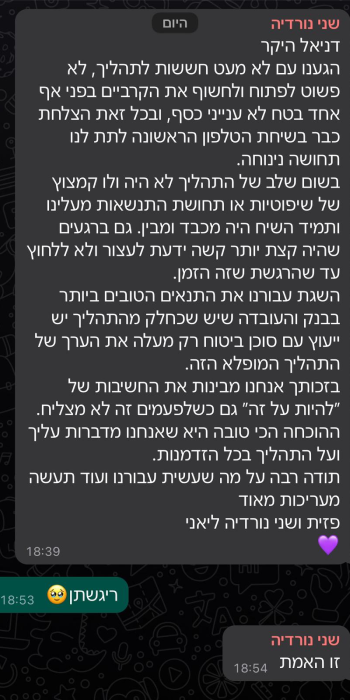 היום
שני נורדיה
דניאל היקר
הגענו עם לא מעט חששות לתהליך, לא
פשוט לפתוח ולחשוף את הקרביים בפני אף
אחד בטח לא ענייני כסף, ובכל זאת הצלחת
כבר בשיחת הטלפון הראשונה לתת לנו
תחושה נינוחה.
בשום שלב של התהליך לא היה ולו קמצוץ
של שיפוטיות או תחושת התנשאות מעלינו
ותמיד השיח היה מכבד ומבין. גם ברגעים
שהיה קצת יותר קשה ידעת לעצור ולא ללחוץ
עד שהרגשת שזה הזמן.
השגת עבורנו את התנאים הטובים ביותר
בבנק והעובדה שיש שכחלק מהתהליך יש
ייעוץ עם סוכן ביטוח רק מעלה את הערך של
התהליך המופלא הזה.
בזכותך אנחנו מבינות את החשיבות של
״להיות על זה״ גם כשלפעמים זה לא מצליח.
ההוכחה הכי טובה היא שאנחנו מדברות עליך
ועל התהליך בכל הזדמנות.
תודה רבה על מה שעשית עבורנו ועוד תעשה
מעריכות מאוד
פזית ושני נורדיה ליאני
💜
18:39
ריגשתן🥹
18:53
שני נורדיה
זו האמת
18:54